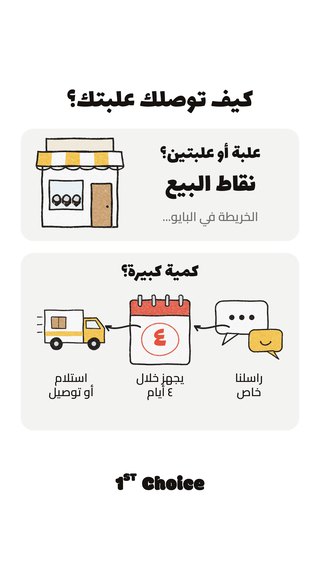 كيف توصلك علبتك؟
علبة أو علبتين؟
نقاط البيع
الخريطة في البايو...
كمية كبيرة؟
٤
راسلنا
خاص
يجهز خلال
٤ أيام
استلام
أو توصيل
1ST Choice